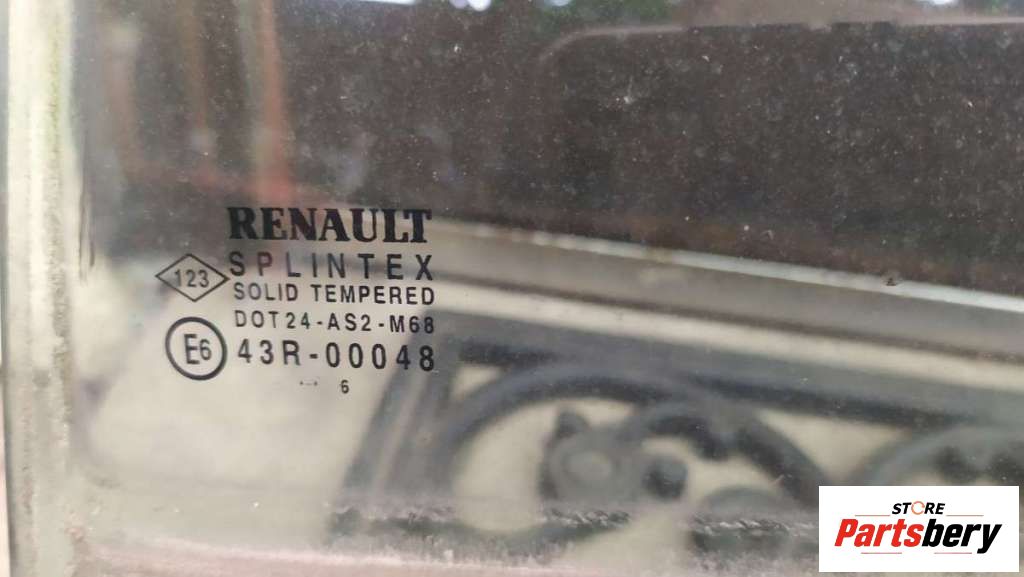 RENAULT
SPLINTEX
123
SOLID TEMPERED
DOT24-AS2-M68
E6 43R-00048
6
STORE
Partsbery